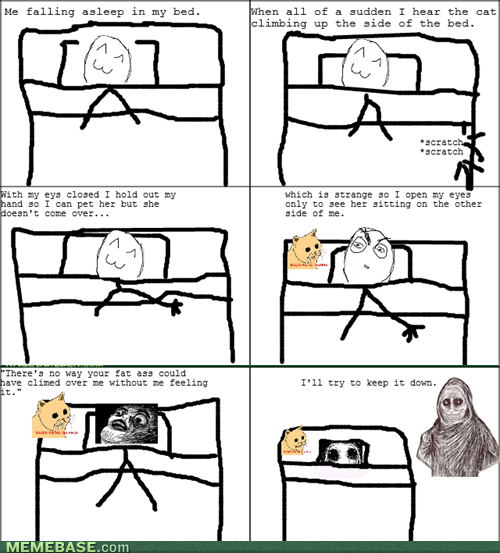 Me falling asleep in my bed.
When all of a sudden I hear the cat
climbing up the side of the bed.
*scratch
*scratch
With my eys closed I hold out my
hand so I can pet her but she
doesn't come over...
which is strange so I open my eyes
only to see her sitting on the other
side of me.
"There's no way your fat ass could
have climed over me without me feeling
it."
I'll try to keep it down.
MEMEBASE.com